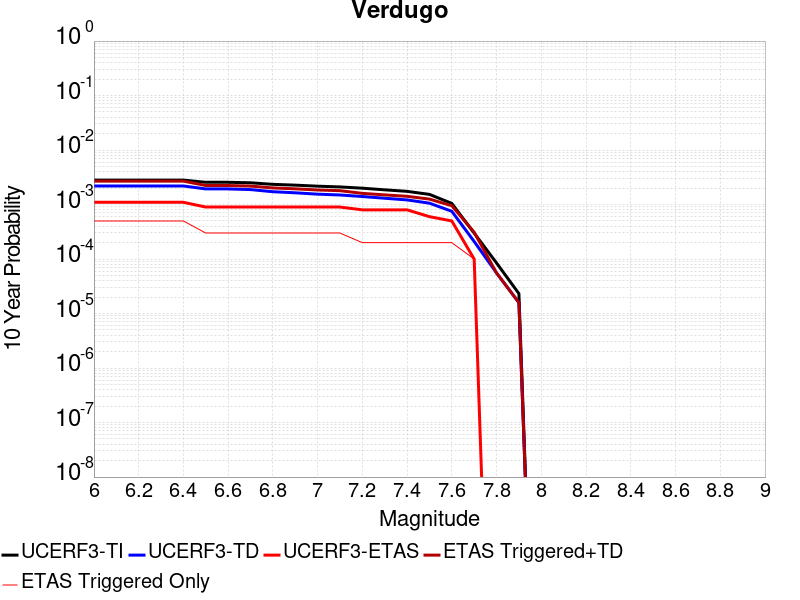 Verdugo
10 Year Probability
10 0
10 -1
10 -2
10 -3
10 -4
10 -5
10 -6
10 -7
10 -8
6 6.2 6.4 6.6 6.8 7 7.2 7.4 7.6 7.8 8 8.2 8.4 8.6 8.8 9
Magnitude
UCERF3-TI UCERF3-TD UCERF3-ETAS ETAS Triggered+TD
ETAS Triggered Only